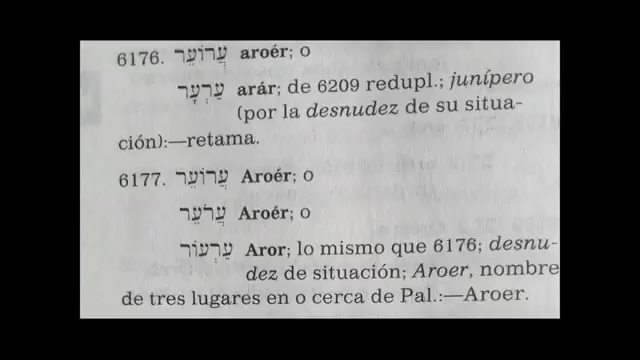 6176. עֲרוֹעֵר aroér; o
עַרְעָר arár; de 6209 redupl.; junípero
(por la desnudez de su situa-
ción):—retama.
6177. עֲרוֹעֵר Aroér; o
עֲרֹעֵר Aroér; o
עַרְעוֹר Aror; lo mismo que 6176; desnu-
dez de situación; Aroer, nombre
de tres lugares en o cerca de Pal.:—Aroer.